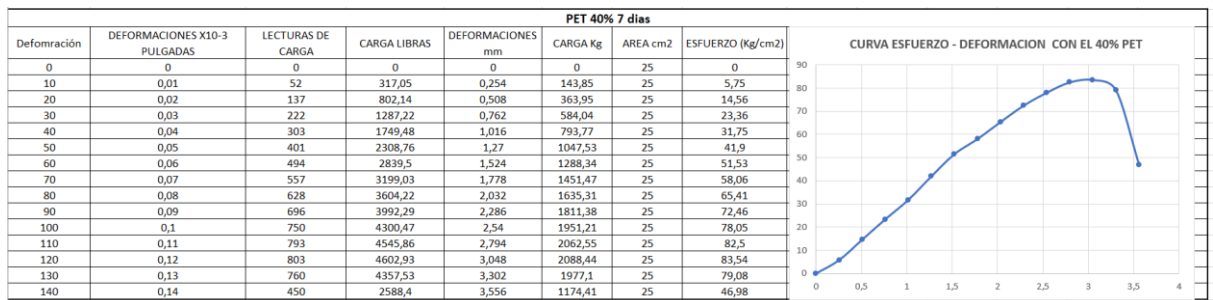 PET 40% 7 dias
Defomración DEFORMACIONES X10-3 PULGADAS LECTURAS DE CARGA CARGA LIBRAS DEFORMACIONES mm CARGA Kg AREA cm2 ESFUERZO (Kg/cm2)
0 0 0 0 0 0 25 0
10 0,01 52 317,05 0,254 143,85 25 5,75
20 0,02 137 802,14 0,508 363,95 25 14,56
30 0,03 222 1287,22 0,762 584,04 25 23,36
40 0,04 303 1749,48 1,016 793,77 25 31,75
50 0,05 401 2308,76 1,27 1047,53 25 41,9
60 0,06 494 2839,5 1,524 1288,34 25 51,53
70 0,07 557 3199,03 1,778 1451,47 25 58,06
80 0,08 628 3604,22 2,032 1635,31 25 65,41
90 0,09 696 3992,29 2,286 1811,38 25 72,46
100 0,1 750 4300,47 2,54 1951,21 25 78,05
110 0,11 793 4545,86 2,794 2062,55 25 82,5
120 0,12 803 4602,93 3,048 2088,44 25 83,54
130 0,13 760 4357,53 3,302 1977,1 25 79,08
140 0,14 450 2588,4 3,556 1174,41 25 46,98
CURVA ESFUERZO - DEFORMACION CON EL 40% PET
90
80
70
60
50
40
30
20
10
0
0 0,5 1 1,5 2 2,5 3 3,5 4